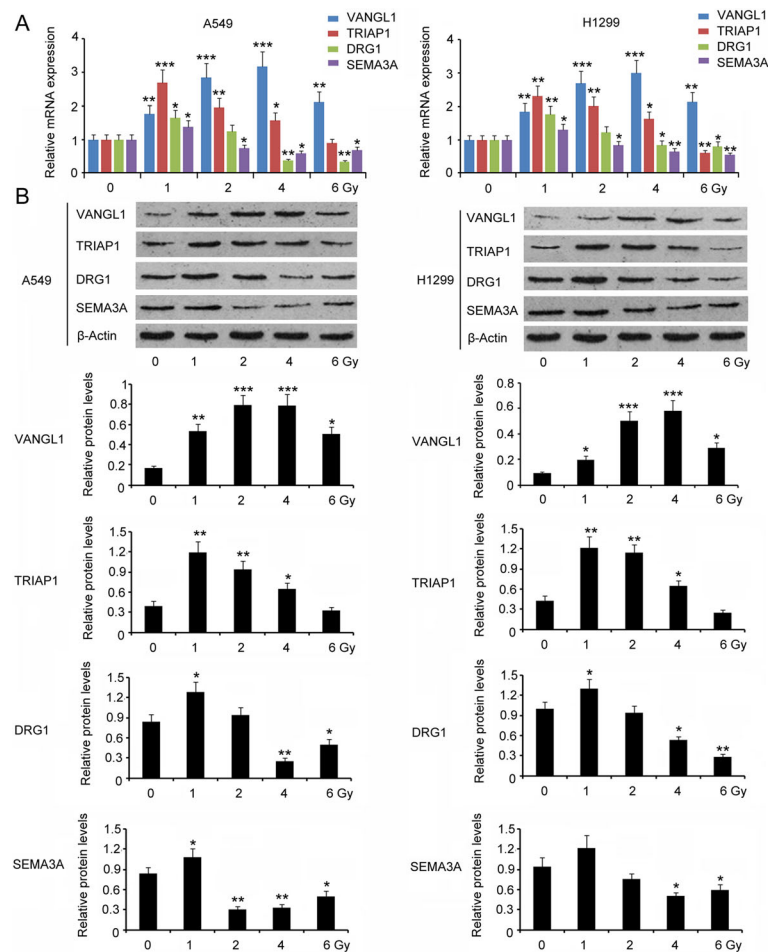 A
A549
VANGL1
TRIAP1
DRG1
SEMA3A
Relative mRNA expression
4
3
2
1
0
** *** * *
*** ** *
*** * ** *
** ** *
0 1 2 4 6 Gy
H1299
VANGL1
TRIAP1
DRG1
SEMA3A
Relative mRNA expression
4
3
2
1
0
** ** ** *
*** ** *
*** * * **
** ** * **
0 1 2 4 6 Gy
B
A549
VANGL1
TRIAP1
DRG1
SEMA3A
β-Actin
0 1 2 4 6 Gy
H1299
VANGL1
TRIAP1
DRG1
SEMA3A
β-Actin
0 1 2 4 6 Gy
VANGL1
Relative protein levels
1
0.8
0.6
0.4
0.2
0
** *** *** *
0 1 2 4 6 Gy
VANGL1
Relative protein levels
0.8
0.6
0.4
0.2
0
* *** *** *
0 1 2 4 6 Gy
TRIAP1
Relative protein levels
1.5
1.2
0.9
0.6
0.3
0
** ** *
0 1 2 4 6 Gy
TRIAP1
Relative protein levels
1.5
1.2
0.9
0.6
0.3
0
** ** *
0 1 2 4 6 Gy
DRG1
Relative protein levels
1.5
1.2
0.9
0.6
0.3
0
* ** *
0 1 2 4 6 Gy
DRG1
Relative protein levels
1.5
1.2
0.9
0.6
0.3
0
* * **
0 1 2 4 6 Gy
SEMA3A
Relative protein levels
1.5
1.2
0.9
0.6
0.3
0
* ** ** *
0 1 2 4 6 Gy
SEMA3A
Relative protein levels
1.5
1.2
0.9
0.6
0.3
0
* *
0 1 2 4 6 Gy